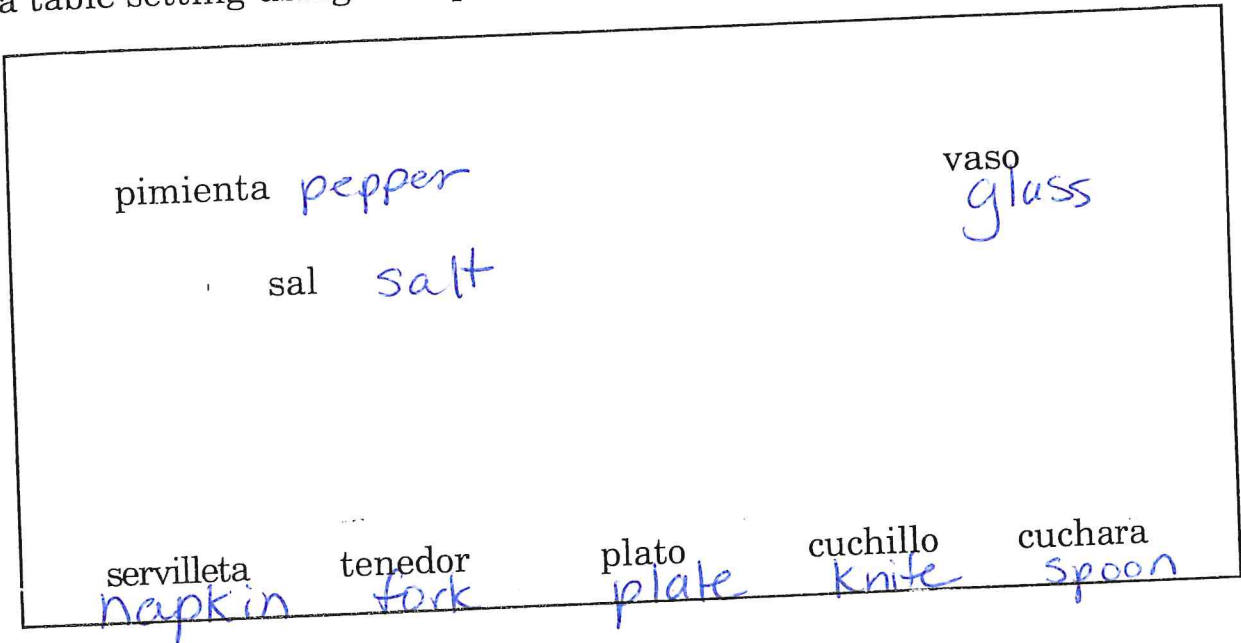 a table setting using
pimienta pepper
vaso
glass
sal salt
servilleta tenedor plato cuchillo cuchara
napkin fork plate knife spoon